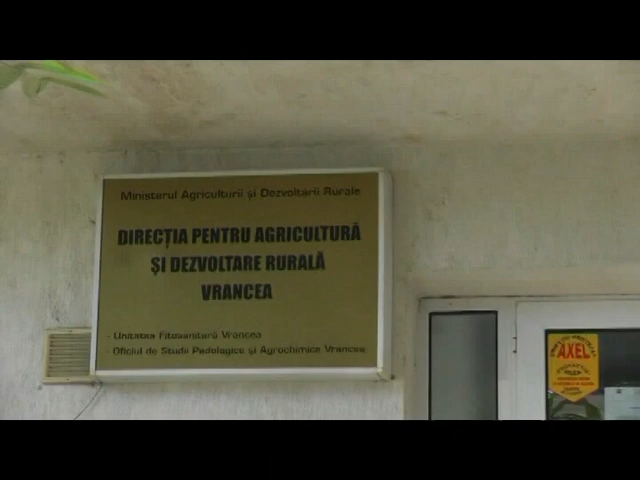 Ministerul Agriculturii și Dezvoltării Rurale
DIRECȚIA PENTRU AGRICULTURĂ
ȘI DEZVOLTARE RURALĂ
VRANCEA
- Unitatea Fitosanitară Vrancea
- Oficiul de Studii Pedologice și Agrochimice Vrancea
AXEL